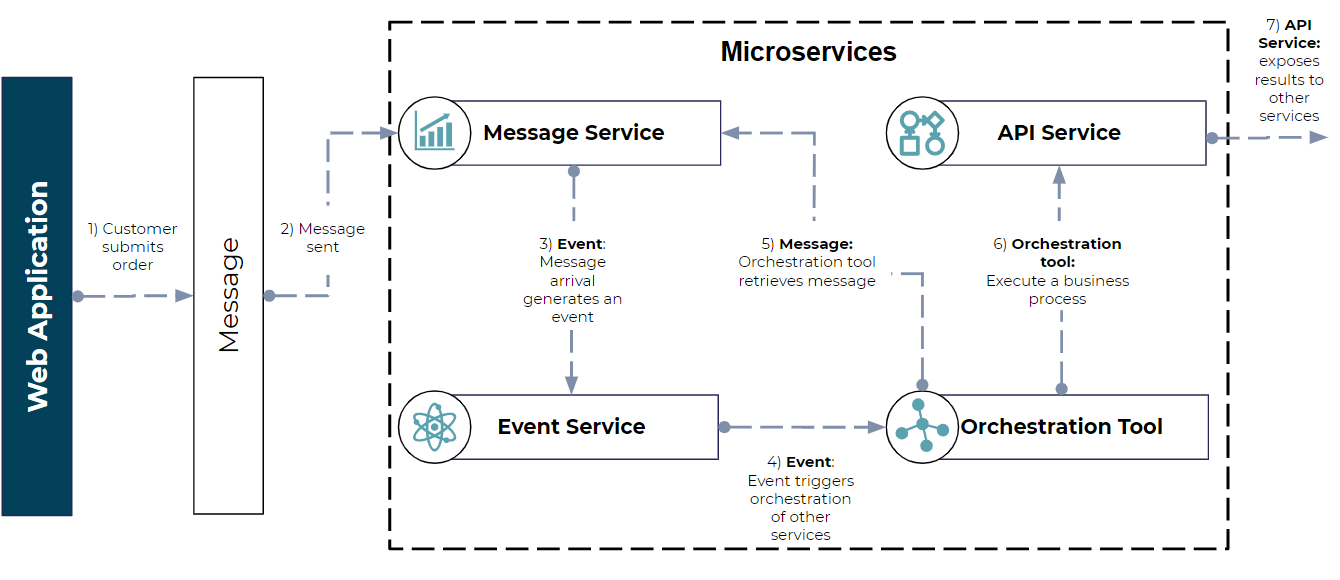 Microservices
Web Application
1) Customer
submits
order
Message
2) Message
sent
Message Service
3) Event:
Message
arrival
generates an
event
Event Service
4) Event:
Event triggers
orchestration
of other
services
Orchestration Tool
5) Message:
Orchestration tool
retrieves message
6) Orchestration
tool:
Execute a business
process
API Service
7) API
Service:
exposes
results to
other
services